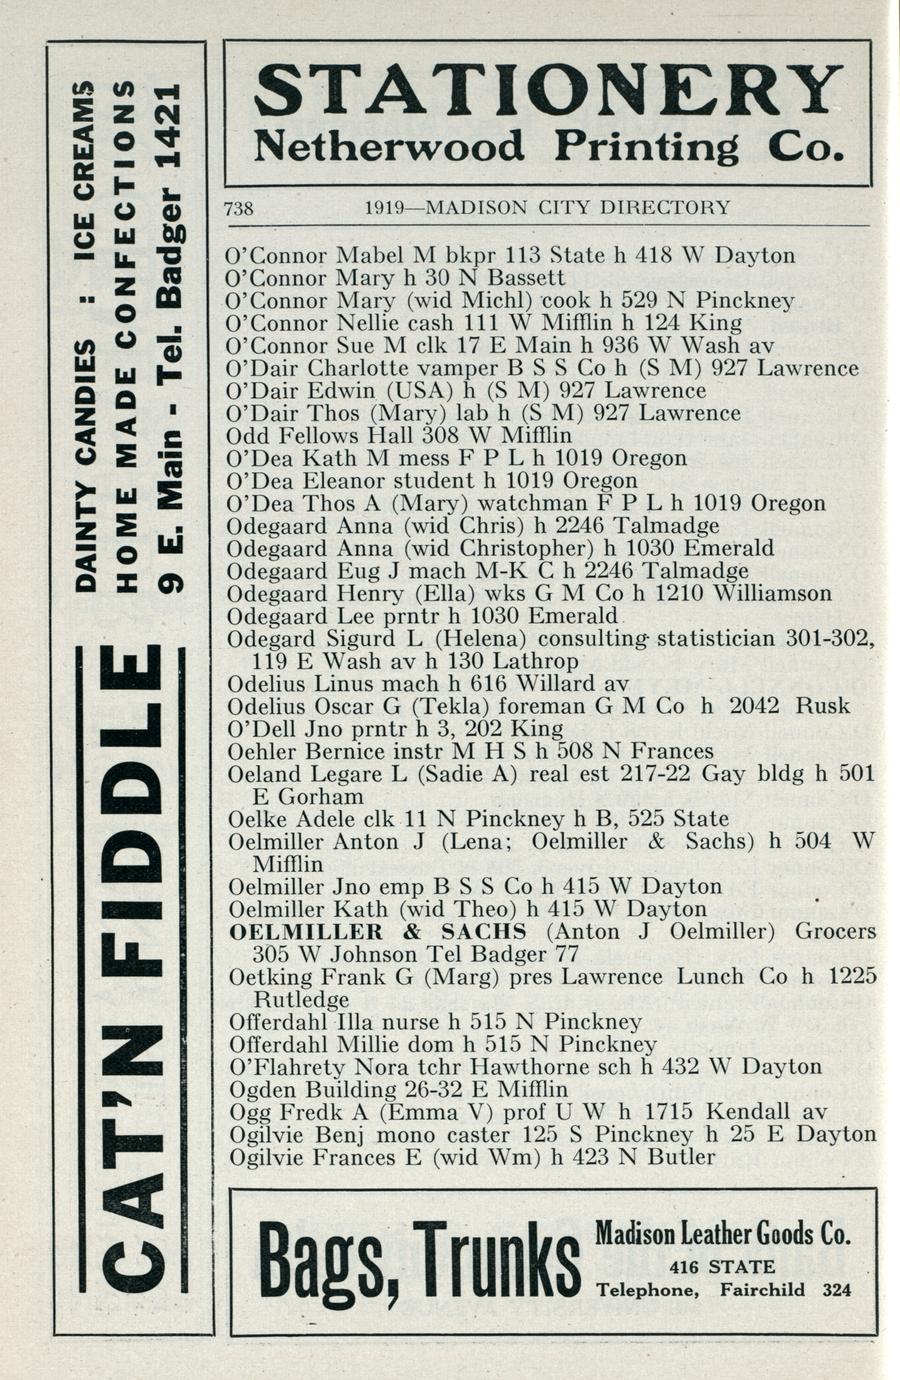 STATIONERY
Netherwood Printing Co.
738 1919—MADISON CITY DIRECTORY
O'Connor Mabel M bkpr 113 State h 418 W Dayton
O'Connor Mary h 30 N Bassett
O'Connor Mary (wid Michl) cook h 529 N Pinckney
O'Connor Nellie cash 111 W Mifflin h 124 King
O'Connor Sue M clk 17 E Main h 936 W Wash av
O'Dair Charlotte vamper B S S Co h (S M) 927 Lawrence
O'Dair Edwin (USA) h (S M) 927 Lawrence
O'Dair Thos (Mary) lab h (S M) 927 Lawrence
Odd Fellows Hall 308 W Mifflin
O'Dea Kath M mess F P L h 1019 Oregon
O'Dea Eleanor student h 1019 Oregon
O'Dea Thos A (Mary) watchman F P L h 1019 Oregon
Odegaard Anna (wid Chris) h 2246 Talmadge
Odegaard Anna (wid Christopher) h 1030 Emerald
Odegaard Eug J mach M-K C h 2246 Talmadge
Odegaard Henry (Ella) wks G M Co h 1210 Williamson
Odegaard Lee prntr h 1030 Emerald
Odegard Sigurd L (Helena) consulting statistician 301-302,
119 E Wash av h 130 Lathrop
Odelius Linus mach h 616 Willard av
Odelius Oscar G (Tekla) foreman G M Co h 2042 Rusk
O'Dell Jno prntr h 3, 202 King
Oehler Bernice instr M H S h 508 N Frances
Oeland Legare L (Sadie A) real est 217-22 Gay bldg h 501
E Gorham
Oelke Adele clk 11 N Pinckney h B, 525 State
Oelmiller Anton J (Lena; Oelmiller & Sachs) h 504 W
Mifflin
Oelmiller Jno emp B S S Co h 415 W Dayton
Oelmiller Kath (wid Theo) h 415 W Dayton
OELMILLER & SACHS (Anton J Oelmiller) Grocers
305 W Johnson Tel Badger 77
Oetking Frank G (Marg) pres Lawrence Lunch Co h 1225
Rutledge
Offerdahl Illa nurse h 515 N Pinckney
Offerdahl Millie dom h 515 N Pinckney
O'Flahrety Nora tchr Hawthorne sch h 432 W Dayton
Ogden Building 26-32 E Mifflin
Ogg Fredk A (Emma V) prof U W h 1715 Kendall av
Ogilvie Benj mono caster 125 S Pinckney h 25 E Dayton
Ogilvie Frances E (wid Wm) h 423 N Butler
CAT'N FIDDLE
DAINTY CANDIES : ICE CREAMS
HOME MADE CONFECTIONS
9 E. Main - Tel. Badger 1421
Bags, Trunks
Madison Leather Goods Co.
416 STATE
Telephone, Fairchild 324